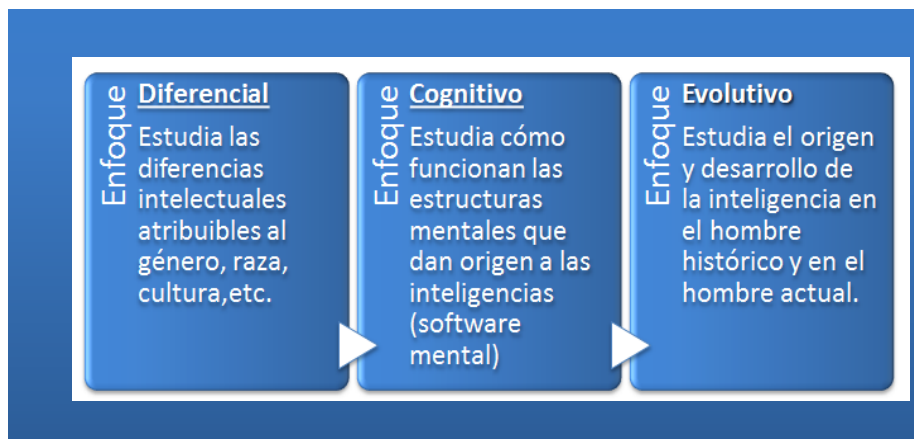 Enfoque
Diferencial
Estudia las
diferencias
intelectuales
atribuibles al
género, raza,
cultura,etc.
Enfoque
Cognitivo
Estudia cómo
funcionan las
estructuras
mentales que
dan origen a las
inteligencias
(software
mental)
Enfoque
Evolutivo
Estudia el origen
y desarrollo de
la inteligencia en
el hombre
histórico y en el
hombre actual.